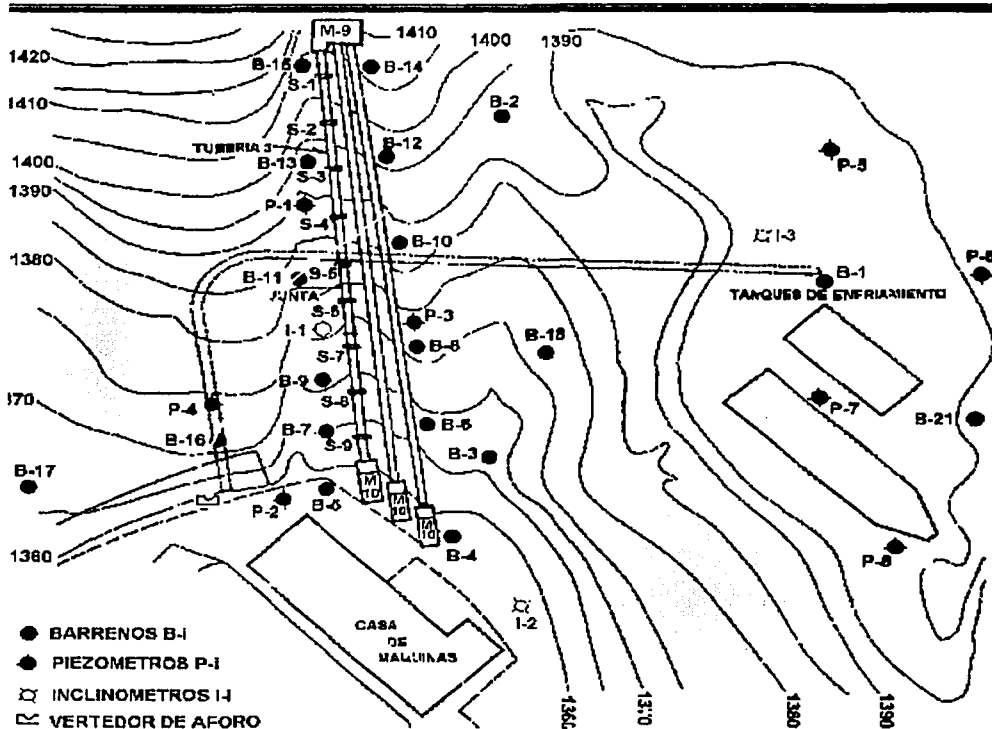 M-9
1410
1400
1390
1420
B-15
B-14
S-1
1410
B-2
S-2
TUBERIA 3
B-12
P-5
1400
B-13
S-3
1390
P-1
S-4
I-3
B-10
1380
P-6
B-11
S-5
B-1
JUNTA
S-6
TANQUES DE ENFRIAMIENTO
I-1
P-3
S-7
B-8
B-18
B-9
370
S-8
P-4
P-7
B-7
B-21
B-16
S-9
B-3
B-17
M
10
M
10
P-2
M
10
B-4
1360
P-8
I-2
CASA
DE
MAQUINAS
BARRENOS B-I
PIEZOMETROS P-I
INCLINOMETROS I-I
VERTEDOR DE AFORO
1360
1370
1380
1390